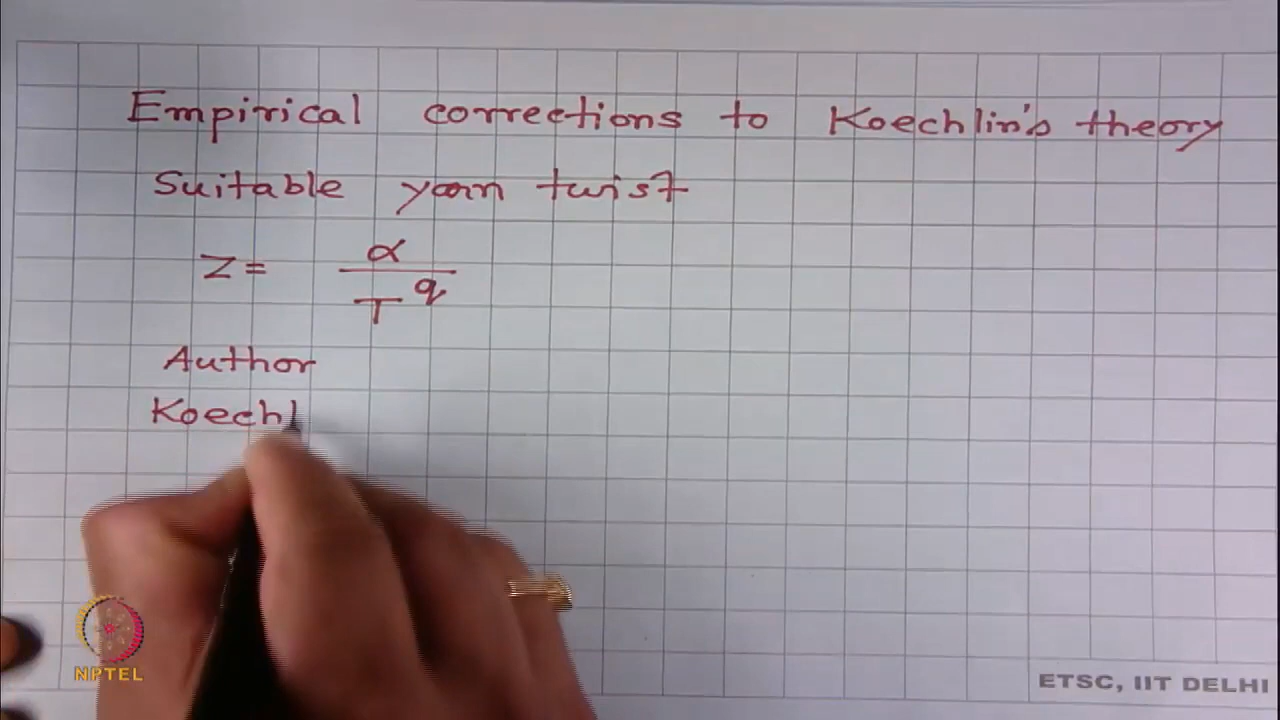 Empirical corrections to Koechlin's theory
Suitable yarn twist
Z = α / T^q
Author
Koechl
NPTEL
ETSC, IIT DELHI